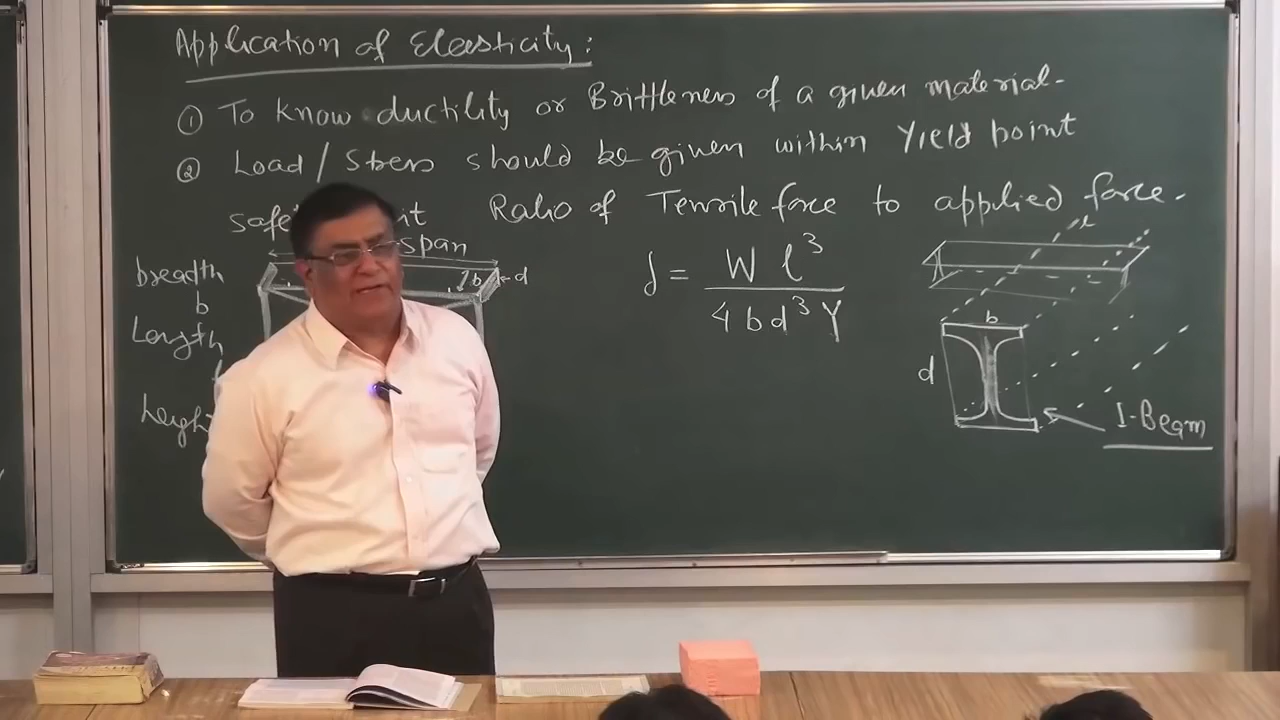 Application of Elasticity:
① To know ductility or Brittleness of a given material.
② Load/Stress should be given within Yield point
Ratio of Tensile force to applied force.
span
breadth
b
b
d
Length
height
δ = W l³ / 4 b d³ Y
l
b
d
I-Beam